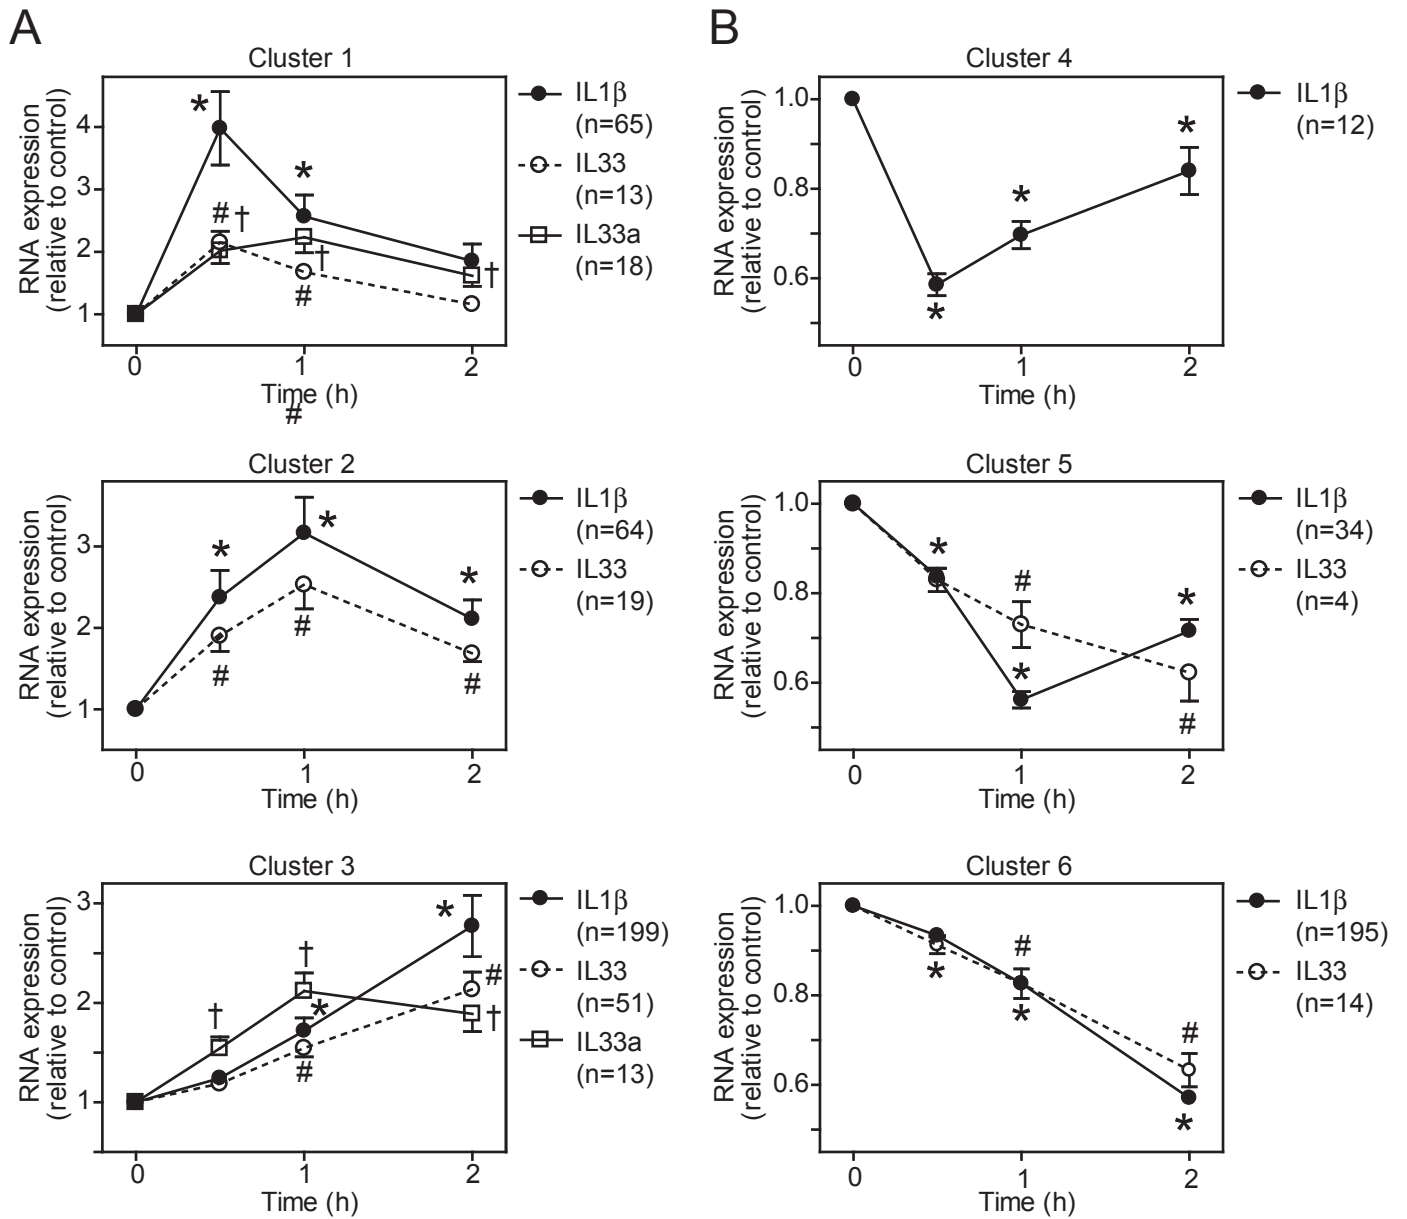 A
Cluster 1
RNA expression
(relative to control)
4
3
2
1
*
*
#
†
†
#
†
0
1
2
Time (h)
#
IL1β
(n=65)
IL33
(n=13)
IL33a
(n=18)
Cluster 2
RNA expression
(relative to control)
3
2
1
*
*
*
#
#
#
0
1
2
Time (h)
IL1β
(n=64)
IL33
(n=19)
Cluster 3
RNA expression
(relative to control)
3
2
1
*
†
*
#
†
†
#
0
1
2
Time (h)
IL1β
(n=199)
IL33
(n=51)
IL33a
(n=13)
B
Cluster 4
RNA expression
(relative to control)
1.0
0.8
0.6
*
*
*
0
1
2
Time (h)
IL1β
(n=12)
Cluster 5
RNA expression
(relative to control)
1.0
0.8
0.6
*
#
*
*
#
0
1
2
Time (h)
IL1β
(n=34)
IL33
(n=4)
Cluster 6
RNA expression
(relative to control)
1.0
0.8
0.6
#
*
*
#
*
0
1
2
Time (h)
IL1β
(n=195)
IL33
(n=14)